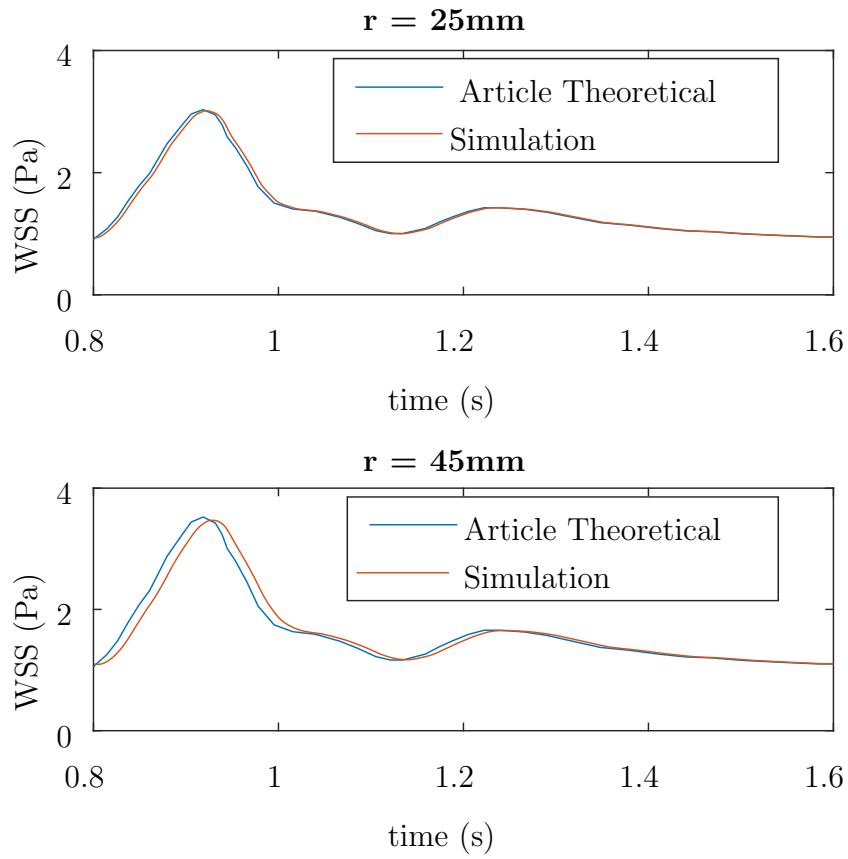 r = 25mm
4
Article Theoretical
Simulation
2
WSS (Pa)
0
0.8 1 1.2 1.4 1.6
time (s)
r = 45mm
4
Article Theoretical
Simulation
2
WSS (Pa)
0
0.8 1 1.2 1.4 1.6
time (s)